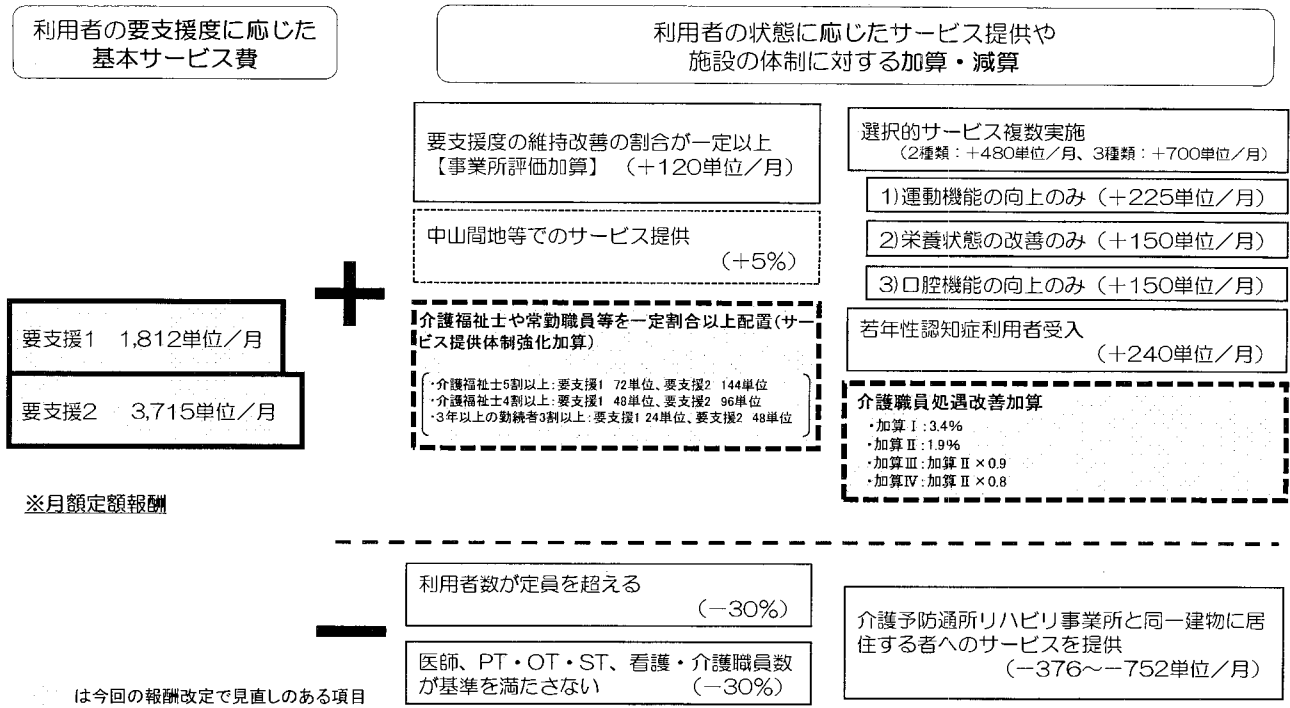 利用者の要支援度に応じた
基本サービス費
利用者の状態に応じたサービス提供や
施設の体制に対する加算・減算
要支援1　1,812単位／月
要支援2　3,715単位／月
※月額定額報酬
要支援度の維持改善の割合が一定以上
【事業所評価加算】　（＋120単位／月）
中山間地等でのサービス提供
（＋5%）
介護福祉士や常勤職員等を一定割合以上配置（サー
ビス提供体制強化加算）
・介護福祉士5割以上：要支援1　72単位、要支援2　144単位
・介護福祉士4割以上：要支援1　48単位、要支援2　96単位
・3年以上の勤続者3割以上：要支援1 24単位、要支援2　48単位
選択的サービス複数実施
（2種類：＋480単位／月、3種類：＋700単位／月）
1)運動機能の向上のみ（＋225単位／月）
2)栄養状態の改善のみ（＋150単位／月）
3)口腔機能の向上のみ（＋150単位／月）
若年性認知症利用者受入
（＋240単位／月）
介護職員処遇改善加算
・加算Ⅰ：3.4%
・加算Ⅱ：1.9%
・加算Ⅲ：加算Ⅱ×0.9
・加算Ⅳ：加算Ⅱ×0.8
利用者数が定員を超える
（－30%）
医師、PT・OT・ST、看護・介護職員数
が基準を満たさない　（－30%）
介護予防通所リハビリ事業所と同一建物に居
住する者へのサービスを提供
（－376～－752単位／月）
は今回の報酬改定で見直しのある項目